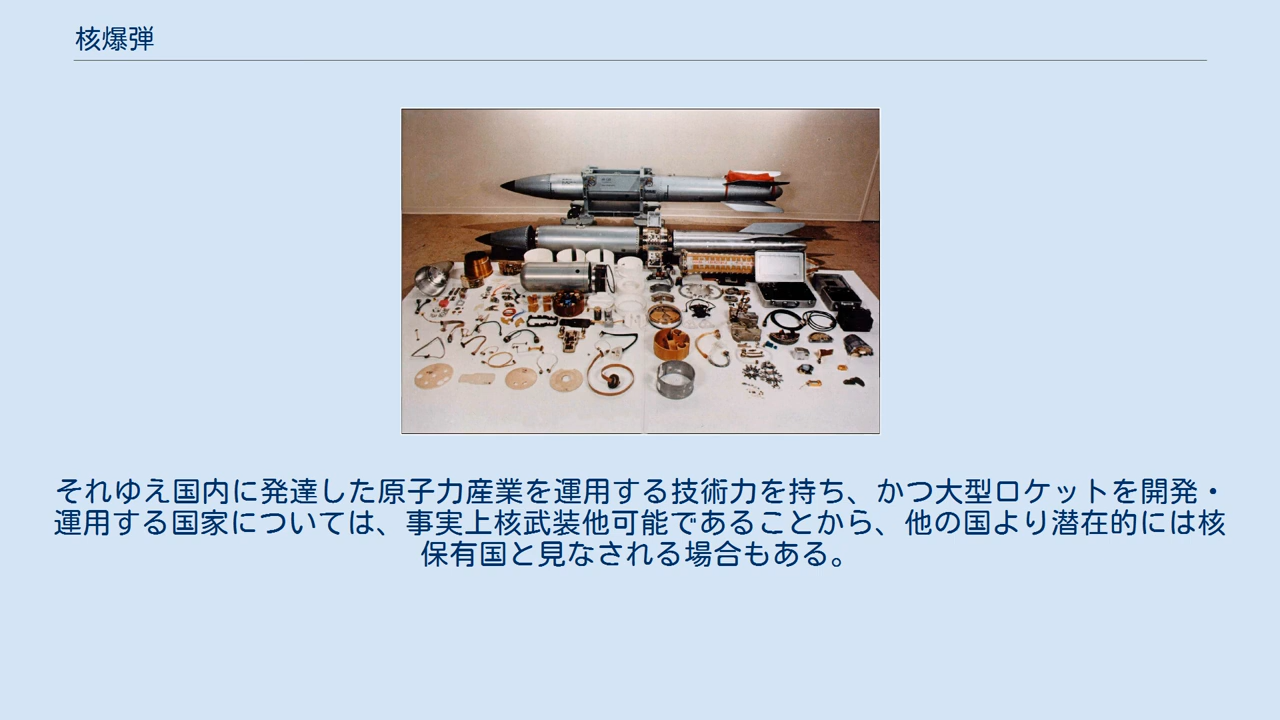 核爆弾
それゆえ国内に発達した原子力産業を運用する技術力を持ち、かつ大型ロケットを開発・
運用する国家については、事実上核武装他可能であることから、他の国より潜在的には核
保有国と見なされる場合もある。